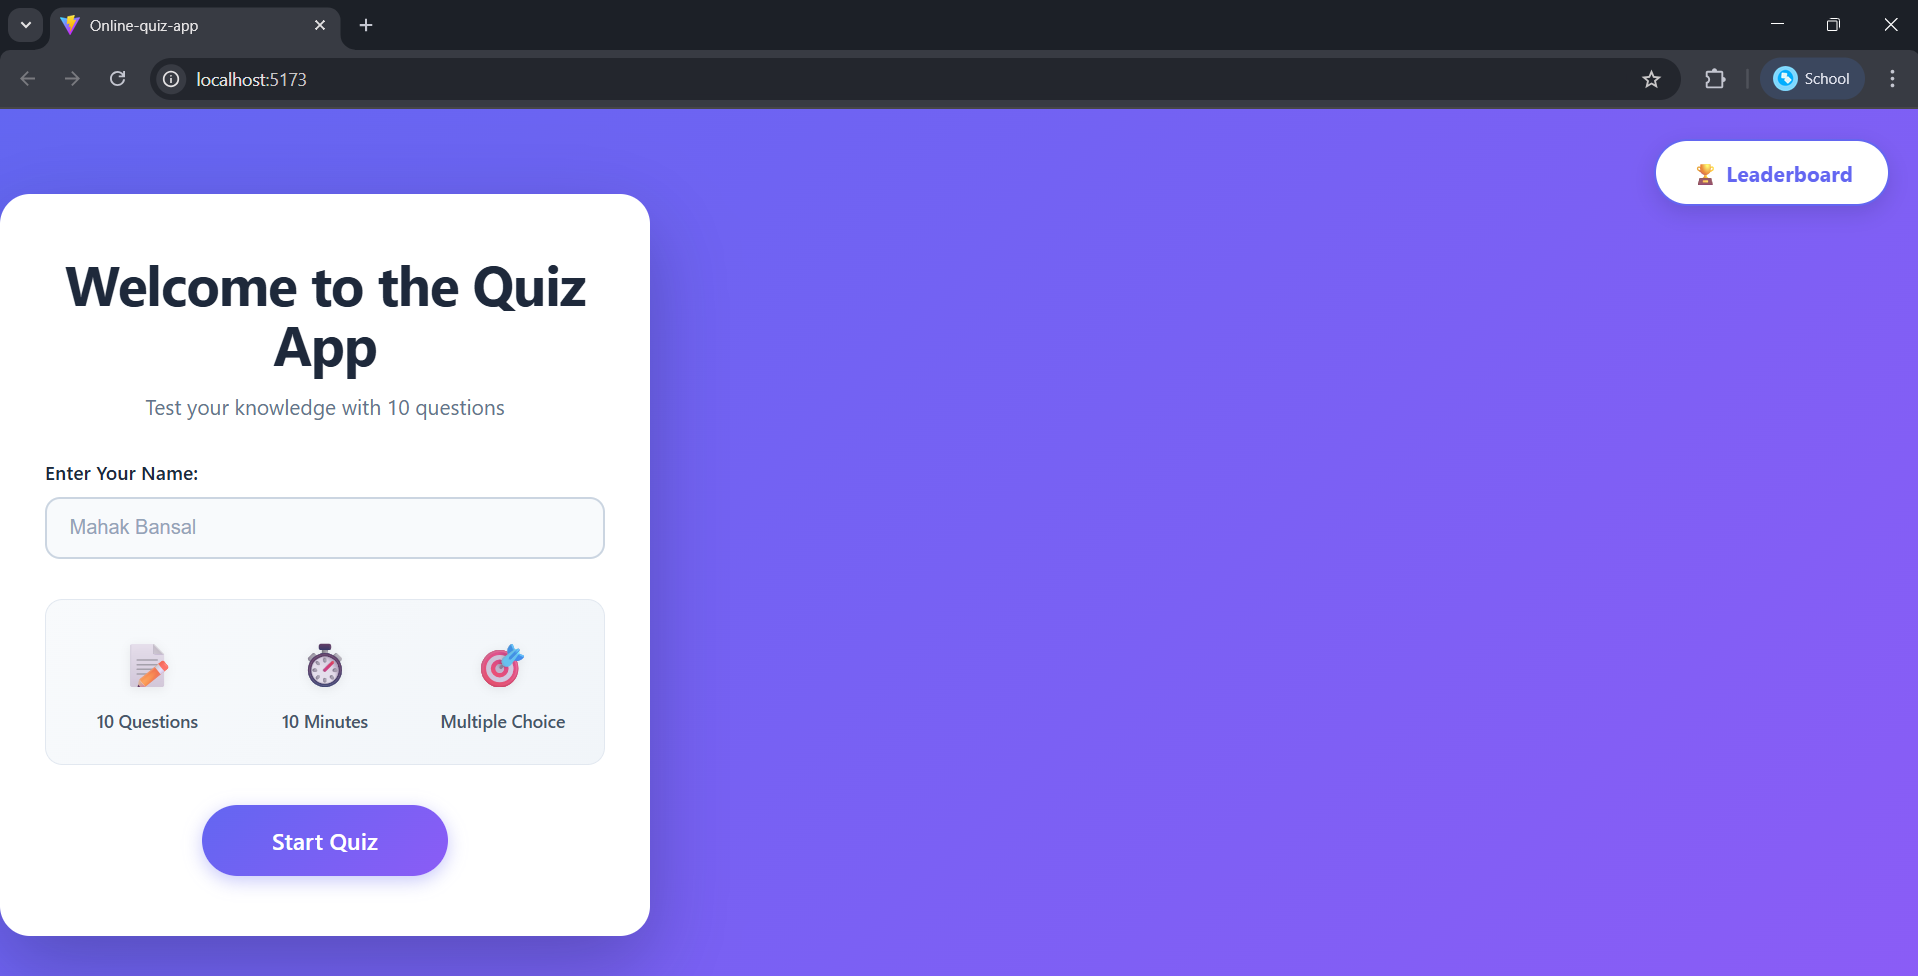 Online-quiz-app
localhost:5173
School
Leaderboard
Welcome to the Quiz
App
Test your knowledge with 10 questions
Enter Your Name:
Mahak Bansal
10 Questions
10 Minutes
Multiple Choice
Start Quiz